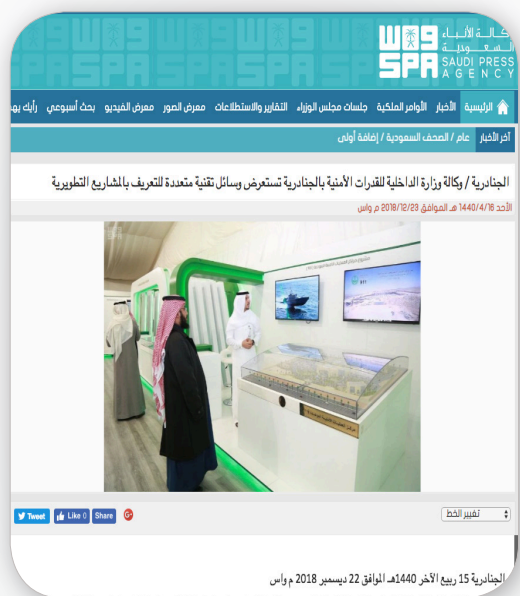 وكالة الأنباء
السعودية
SAUDI PRESS
AGENCY
SPA
الرئيسية الأخبار الأوامر الملكية جلسات مجلس الوزراء التقارير والاستطلاعات معرض الصور معرض الفيديو بحث أسبوعي رأيك
آخر الأخبار عام / الصحف السعودية / إضافة أولى
الجنادرية / وكالة وزارة الداخلية للقدرات الأمنية بالجنادرية تستعرض وسائل تقنية متعددة للتعريف بالمشاريع التطويرية
الأحد 1440/4/16 هـ الموافق 2018/12/23 م واس
تغيير الخط
Share
Like 0
Tweet
الجنادرية 15 ربيع الآخر 1440هـ الموافق 22 ديسمبر 2018 م واس